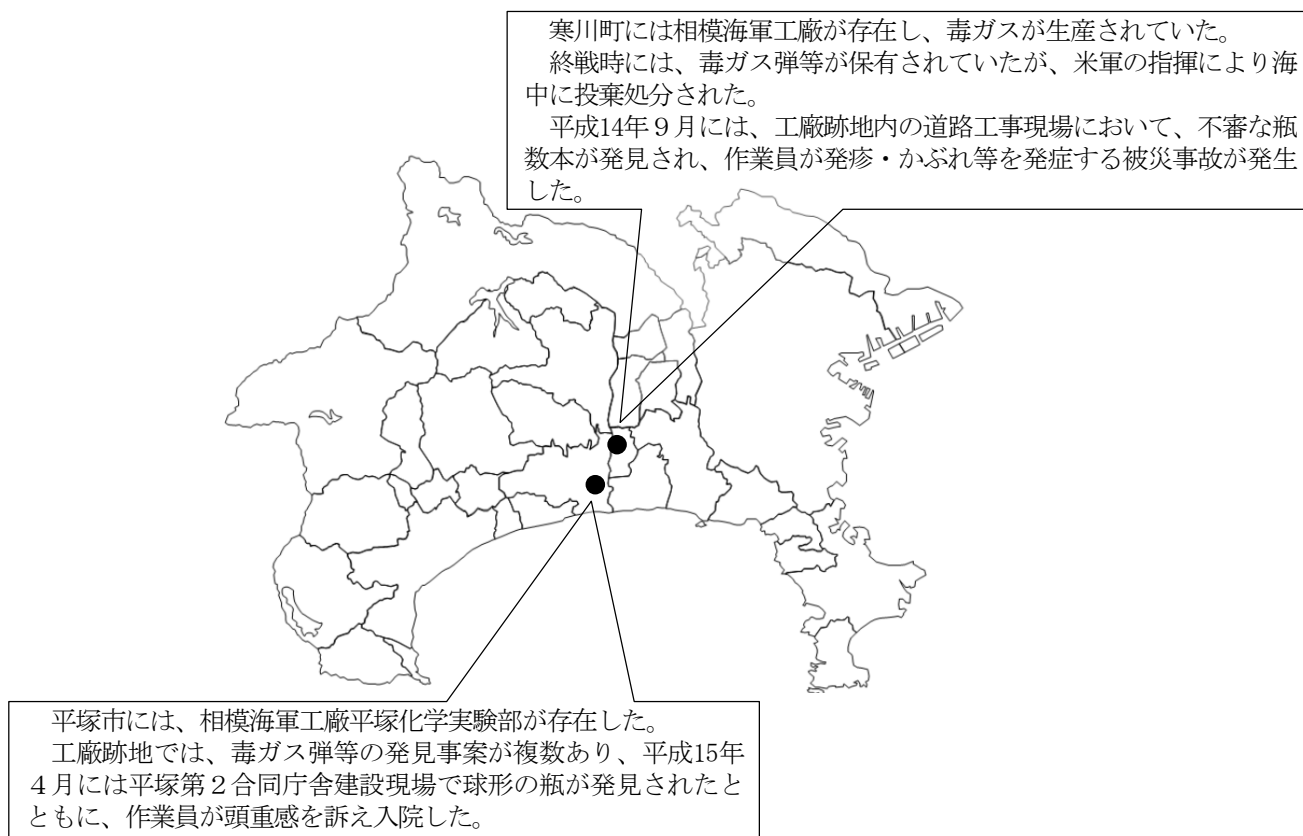 寒川町には相模海軍工廠が存在し、毒ガスが生産されていた。
終戦時には、毒ガス弾等が保有されていたが、米軍の指揮により海
中に投棄処分された。
平成14年９月には、工廠跡地内の道路工事現場において、不審な瓶
数本が発見され、作業員が発疹・かぶれ等を発症する被災事故が発生
した。
平塚市には、相模海軍工廠平塚化学実験部が存在した。
工廠跡地では、毒ガス弾等の発見事案が複数あり、平成15年
４月には平塚第２合同庁舎建設現場で球形の瓶が発見されたと
ともに、作業員が頭重感を訴え入院した。